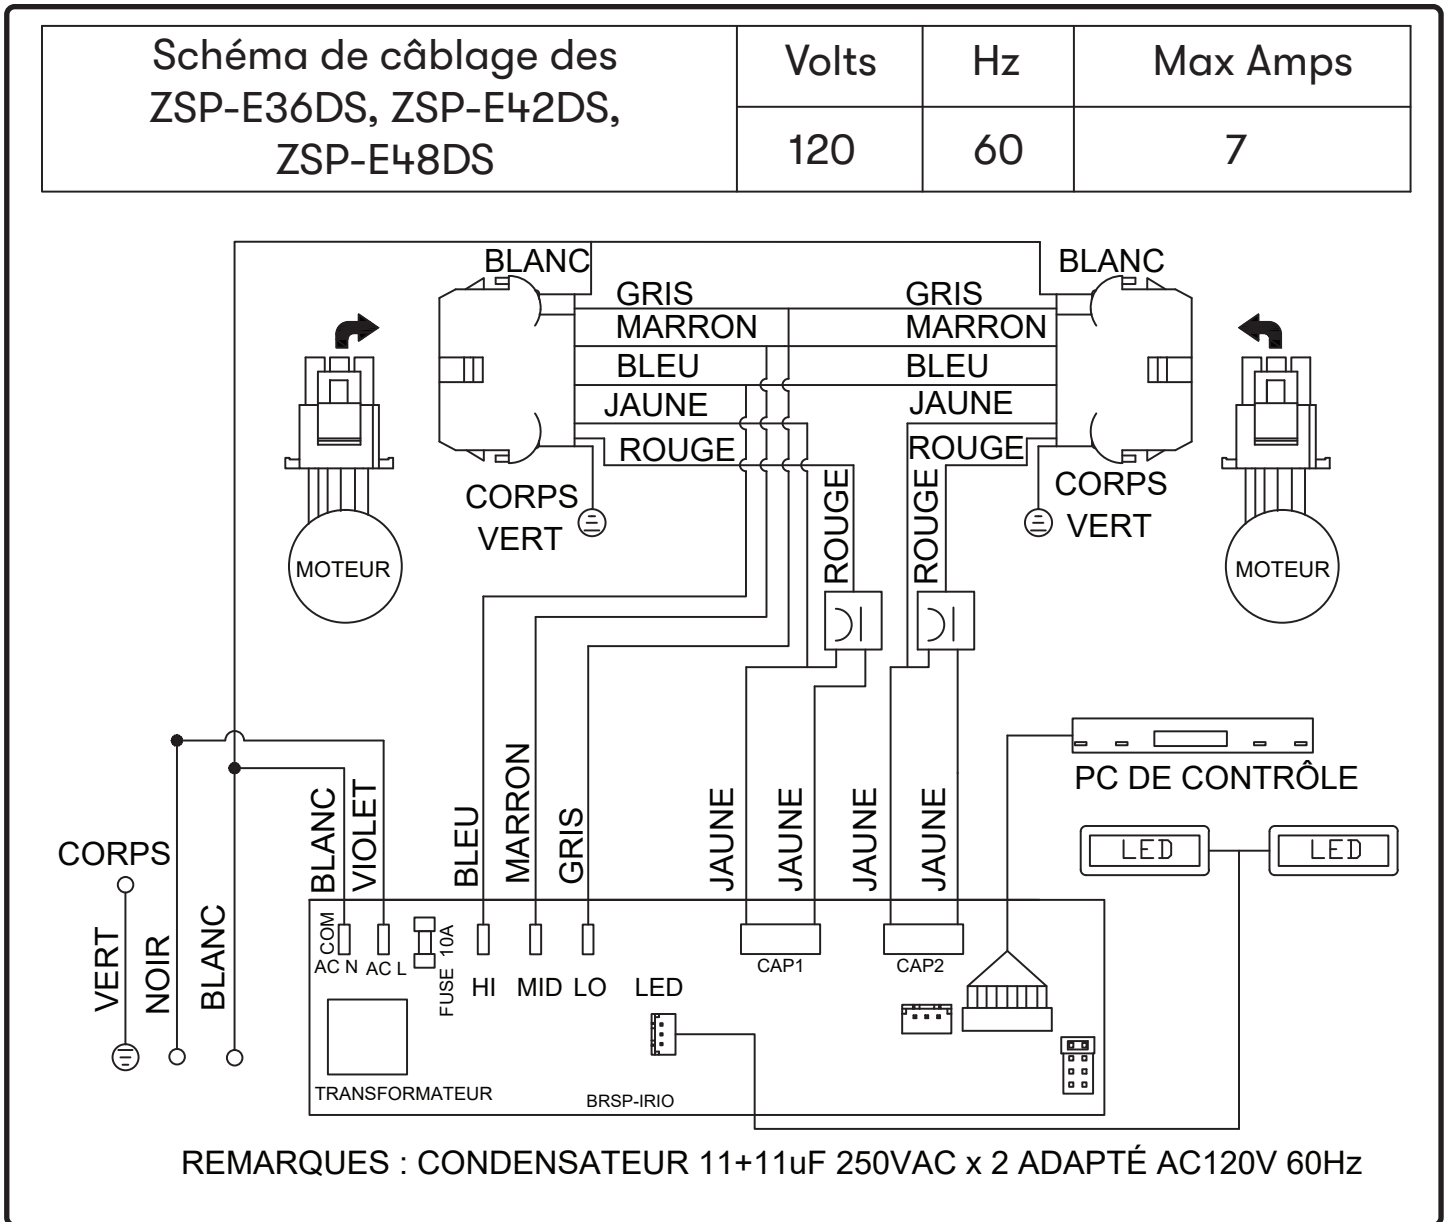 Schéma de câblage des
ZSP-E36DS, ZSP-E42DS,
ZSP-E48DS
Volts
Hz
Max Amps
120
60
7
BLANC
BLANC
GRIS
GRIS
MARRON
MARRON
BLEU
BLEU
JAUNE
JAUNE
ROUGE
ROUGE
CORPS
VERT
CORPS
VERT
ROUGE
ROUGE
MOTEUR
MOTEUR
PC DE CONTRÔLE
LED
LED
BLANC
VIOLET
BLEU
MARRON
GRIS
JAUNE
JAUNE
JAUNE
JAUNE
CORPS
VERT
NOIR
BLANC
COM
AC N
AC L
FUSE 10A
HI
MID
LO
LED
CAP1
CAP2
TRANSFORMATEUR
BRSP-IRIO
REMARQUES : CONDENSATEUR 11+11uF 250VAC x 2 ADAPTÉ AC120V 60Hz